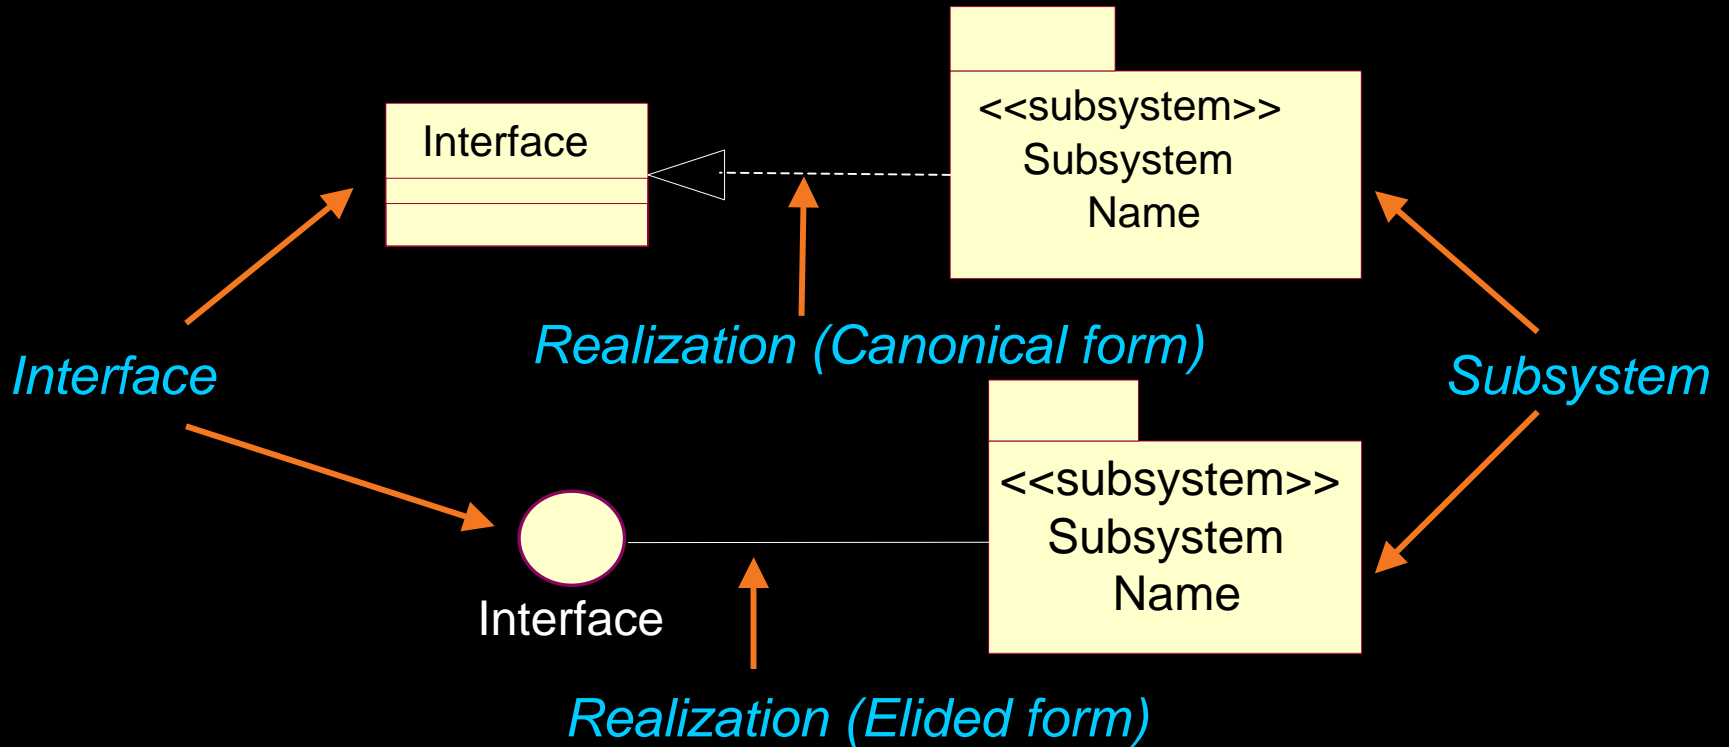 <<subsystem>>
Interface
Subsystem
Name
Realization (Canonical form)
Interface
Subsystem
<<subsystem>>
Subsystem
Name
Interface
Realization (Elided form)